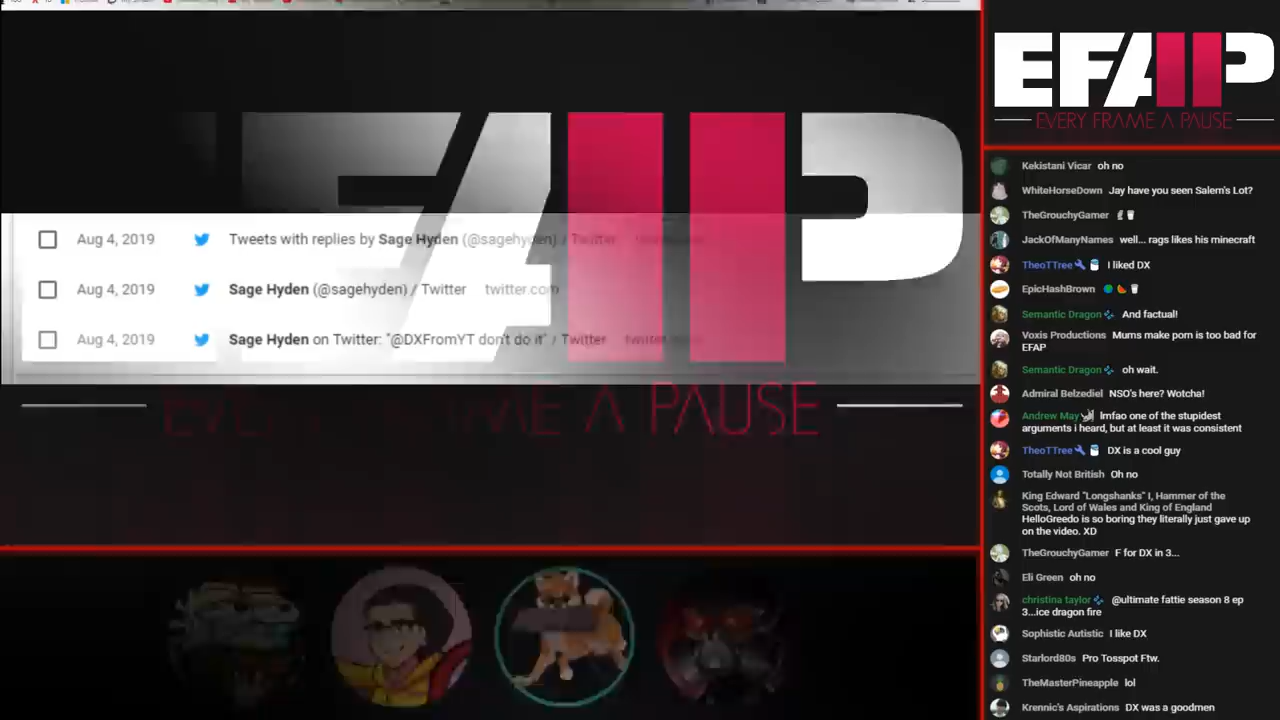 EFAP
EVERY FRAME A PAUSE
Aug 4, 2019 Tweets with replies by Sage Hyden (@sagehyden) / Twitter
Aug 4, 2019 Sage Hyden (@sagehyden) / Twitter twitter.com
Aug 4, 2019 Sage Hyden on Twitter: "@DXFromYT don't do it" / Twitter
FRAME A PAUSE
EFAP
Kekistani Vicar oh no
WhiteHorseDown Jay have you seen Salem's Lot?
TheGrouchyGamer
JackOfManyNames well... rags likes his minecraft
TheoTTree I liked DX
EpicHashBrown
Semantic Dragon And factual!
Voxis Productions Mums make porn is too bad for
EFAP
Semantic Dragon oh wait.
Admiral Belzediel NSO's here? Wotcha!
Andrew May lmfao one of the stupidest
arguments i heard, but at least it was consistent
TheoTTree DX is a cool guy
Totally Not British Oh no
King Edward "Longshanks" I, Hammer of the
Scots, Lord of Wales and King of England
HelloGreedo is so boring they literally just gave up
on the video. XD
TheGrouchyGamer F for DX in 3...
Eli Green oh no
christina taylor @ultimate fattie season 8 ep
3...ice dragon fire
Sophistic Autistic I like DX
Starlord80s Pro Tosspot Ftw.
TheMasterPineapple lol
Krennic's Aspirations DX was a goodmen